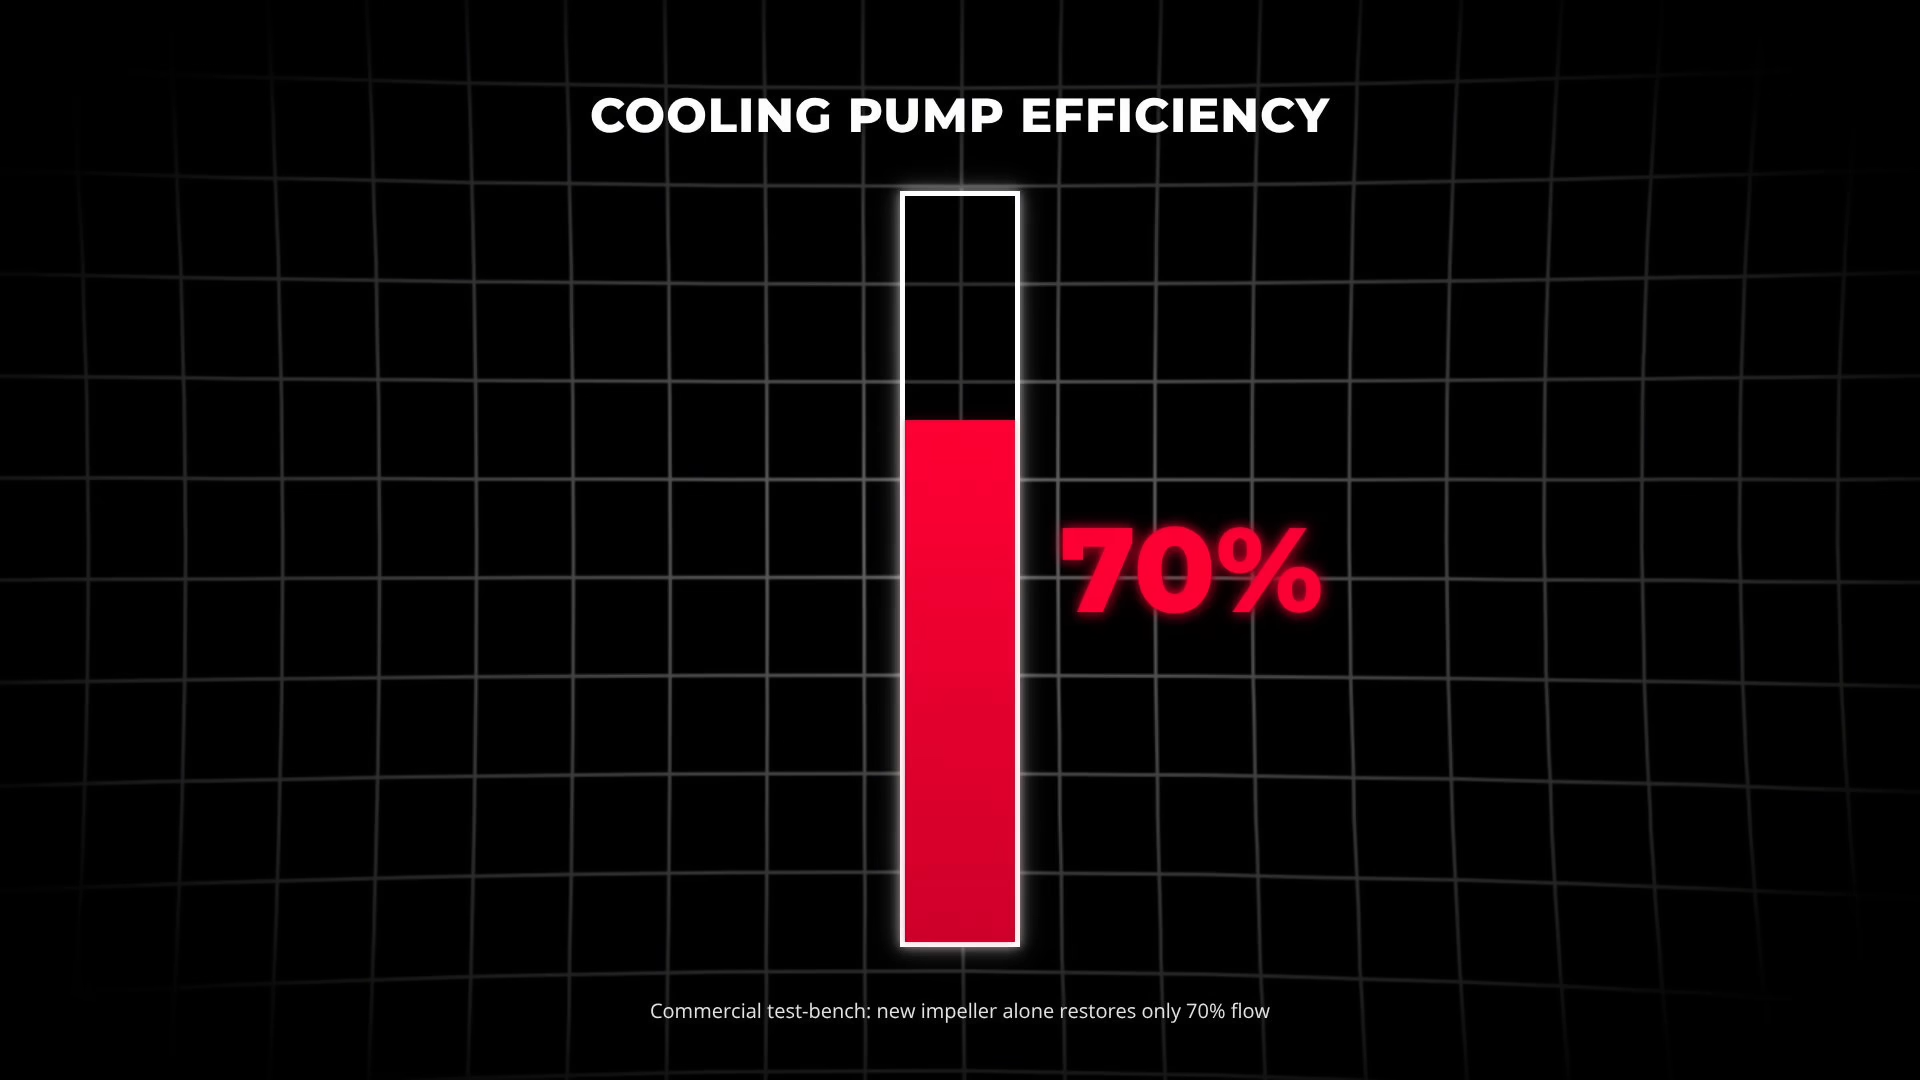 COOLING PUMP EFFICIENCY
70%
Commercial test-bench: new impeller alone restores only 70% flow